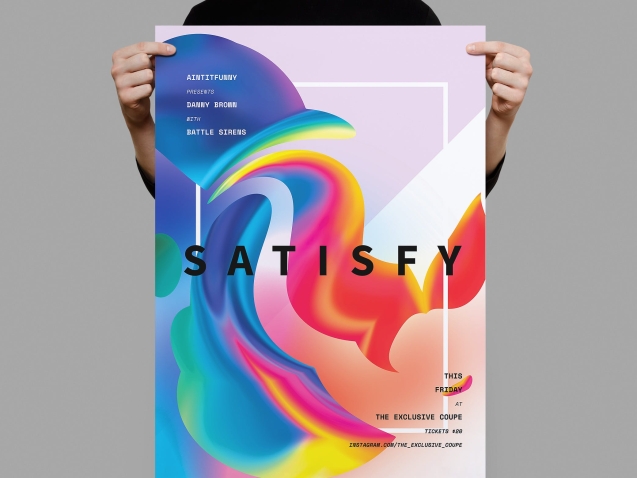 AINTITFUNNY
PRESENTS
DANNY BROWN
WITH
BATTLE SIRENS
SATISFY
THIS
FRIDAY
AT
THE EXCLUSIVE COUPE
TICKETS $20
INSTAGRAM.COM/THE_EXCLUSIVE_COUPE